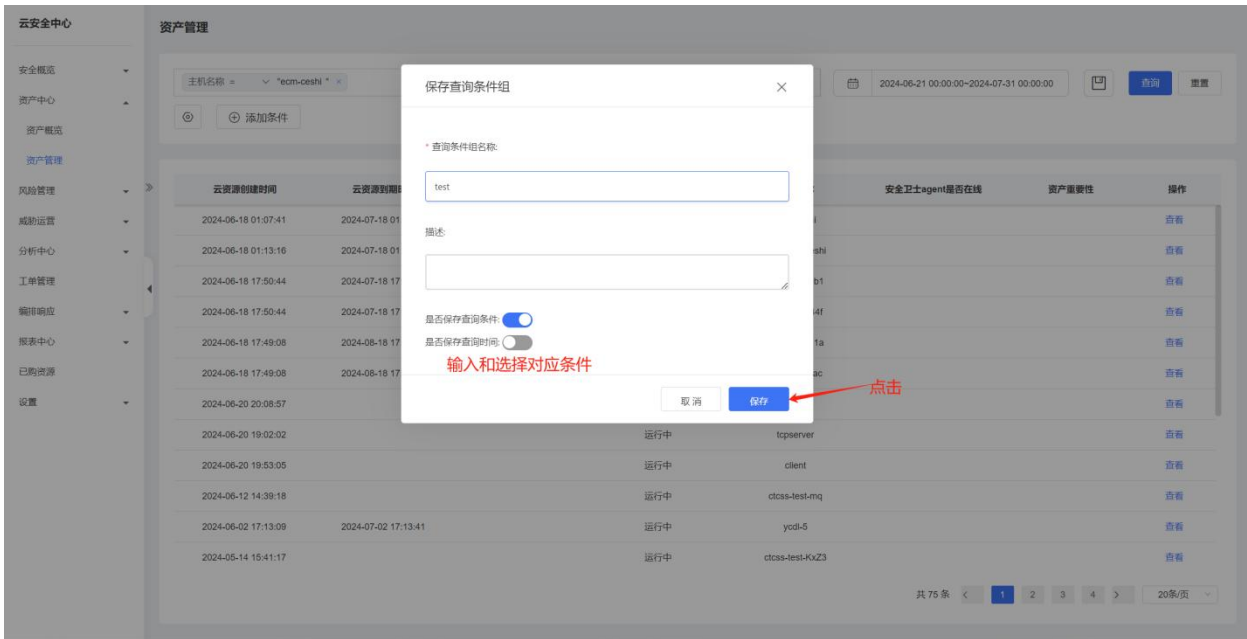 云安全中心
资产管理
安全概览
资产中心
资产概览
资产管理
风险管理
威胁运营
分析中心
工单管理
编排响应
报表中心
已购资源
设置
主机名称 = "ecm-ceshi " ×
2024-06-21 00:00:00~2024-07-31 00:00:00
查询 重置
添加条件
保存查询条件组
* 查询条件组名称:
test
描述:
是否保存查询条件:
是否保存查询时间:
输入和选择对应条件
取消 保存
点击
云资源创建时间 云资源到期 安全卫士agent是否在线 资产重要性 操作
2024-06-18 01:07:41 2024-07-18 01 查看
2024-06-18 01:13:16 2024-07-18 01 shi 查看
2024-06-18 17:50:44 2024-07-18 17 b1 查看
2024-06-18 17:50:44 2024-07-18 17 4f 查看
2024-06-18 17:49:08 2024-08-18 17 1a 查看
2024-06-18 17:49:08 2024-08-18 17 ac 查看
2024-06-20 20:08:57 查看
2024-06-20 19:02:02 运行中 tcpserver 查看
2024-06-20 19:53:05 运行中 client 查看
2024-06-12 14:39:18 运行中 ctcss-test-mq 查看
2024-06-02 17:13:09 2024-07-02 17:13:41 运行中 ycdl-5 查看
2024-05-14 15:41:17 运行中 ctcss-test-KxZ3 查看
共 75 条 < 1 2 3 4 > 20条/页